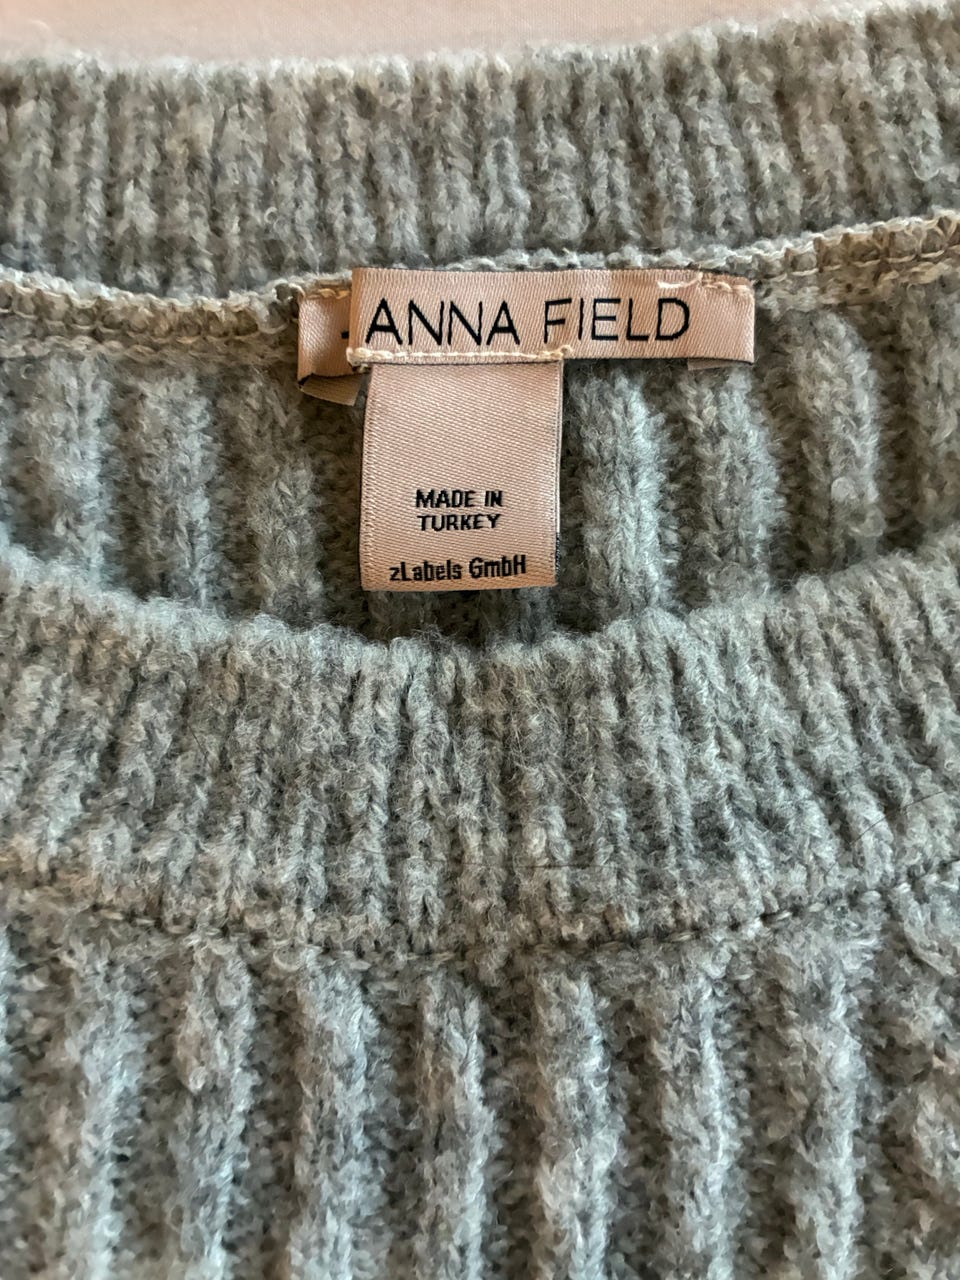 ANNA FIELD
MADE IN
TURKEY
zLabels GmbH